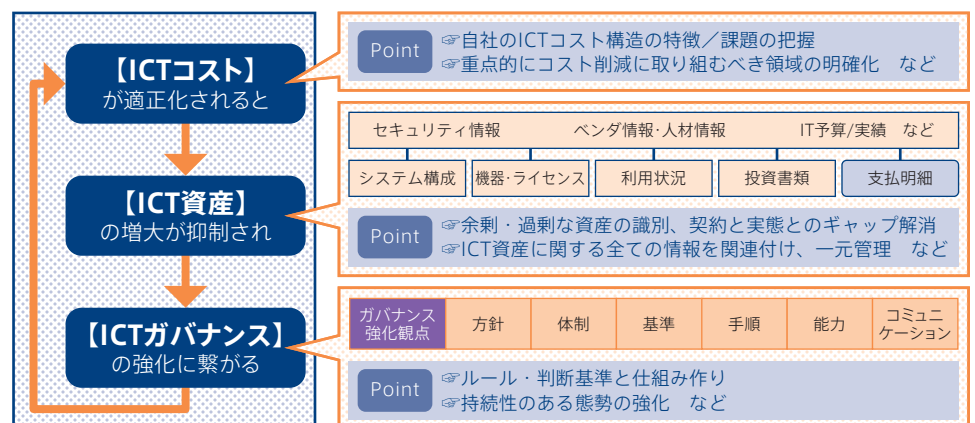 【ICTコスト】
が適正化されると
Point
☞自社のICTコスト構造の特徴／課題の把握
☞重点的にコスト削減に取り組むべき領域の明確化　など
【ICT資産】
の増大が抑制され
セキュリティ情報　ベンダ情報・人材情報　IT予算/実績　など
システム構成　機器・ライセンス　利用状況　投資書類　支払明細
Point
☞余剰・過剰な資産の識別、契約と実態とのギャップ解消
☞ICT資産に関する全ての情報を関連付け、一元管理　など
【ICTガバナンス】
の強化に繋がる
ガバナンス
強化観点
方針　体制　基準　手順　能力
コミュニ
ケーション
Point
☞ルール・判断基準と仕組み作り
☞持続性のある態勢の強化　など